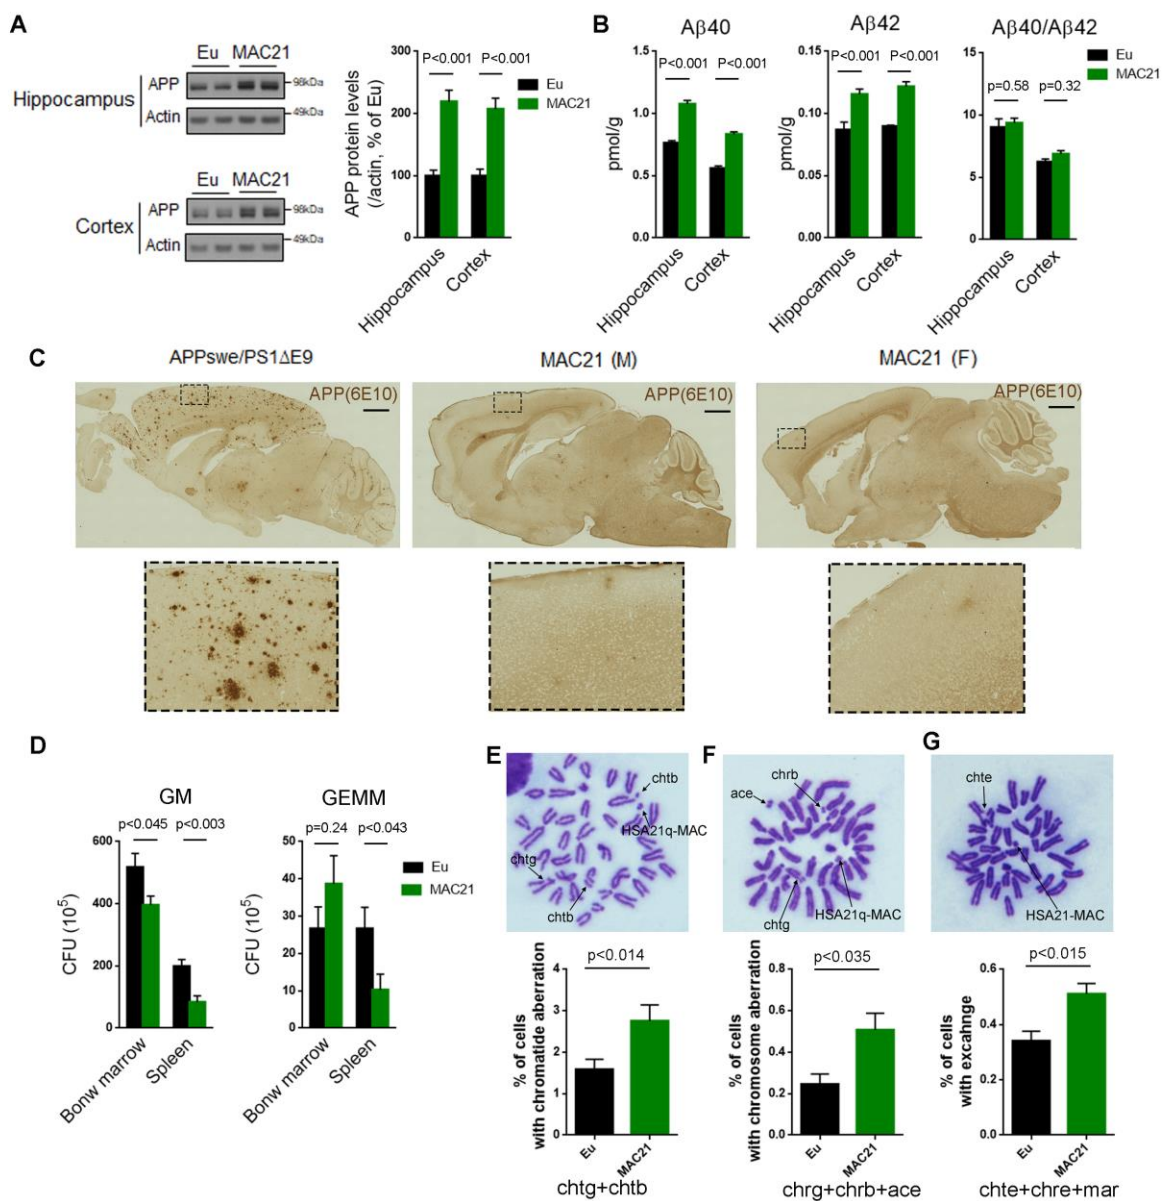 A
Eu MAC21
Hippocampus
APP
98kDa
Actin
49kDa
Eu MAC21
Cortex
APP
98kDa
Actin
49kDa
APP protein levels
(/actin, % of Eu)
300
200
100
0
P<0.001 P<0.001
Eu
MAC21
Hippocampus
Cortex
B
Aβ40
pmol/g
1.5
1.0
0.5
0.0
P<0.001 P<0.001
Hippocampus
Cortex
Aβ42
pmol/g
0.15
0.10
0.05
0.00
P<0.001 P<0.001
Hippocampus
Cortex
Aβ40/Aβ42
15
10
5
0
p=0.58 p=0.32
Eu
MAC21
Hippocampus
Cortex
C
APPswe/PS1ΔE9
APP(6E10)
MAC21 (M)
APP(6E10)
MAC21 (F)
APP(6E10)
D
GM
p<0.045 p<0.003
CFU (10⁵)
600
400
200
0
Bonw marrow
Spleen
GEMM
p=0.24 p<0.043
CFU (10⁵)
50
40
30
20
10
0
Eu
MAC21
Bonw marrow
Spleen
E
chtb
HSA21q-MAC
chtg
chtb
p<0.014
% of cells
with chromatide aberration
4
3
2
1
0
Eu
MAC21
chtg+chtb
F
chrb
ace
HSA21q-MAC
chtg
p<0.035
% of cells
with chromosome aberration
0.8
0.6
0.4
0.2
0.0
Eu
MAC21
chrg+chrb+ace
G
chte
HSA21-MAC
p<0.015
% of cells
with excahnge
0.6
0.4
0.2
0.0
Eu
MAC21
chte+chre+mar